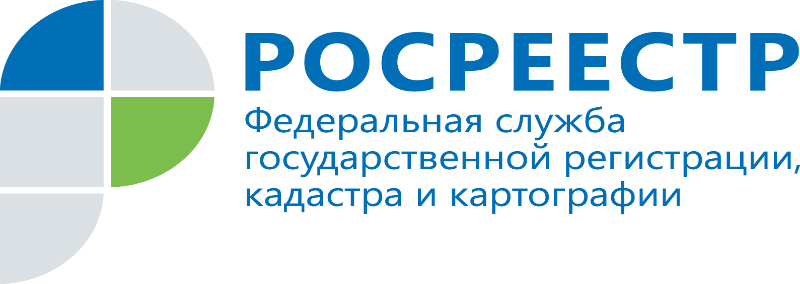 РОСРЕЕСТР
Федеральная служба
государственной регистрации,
кадастра и картографии